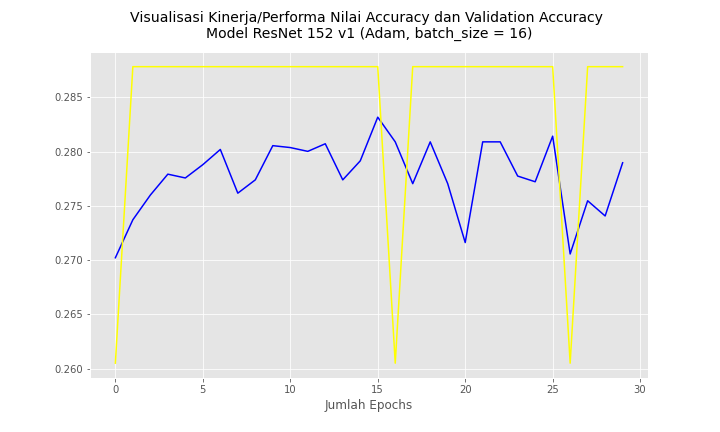 Visualisasi Kinerja/Performa Nilai Accuracy dan Validation Accuracy
Model ResNet 152 v1 (Adam, batch_size = 16)
0.285
0.280
0.275
0.270
0.265
0.260
0 5 10 15 20 25 30
Jumlah Epochs